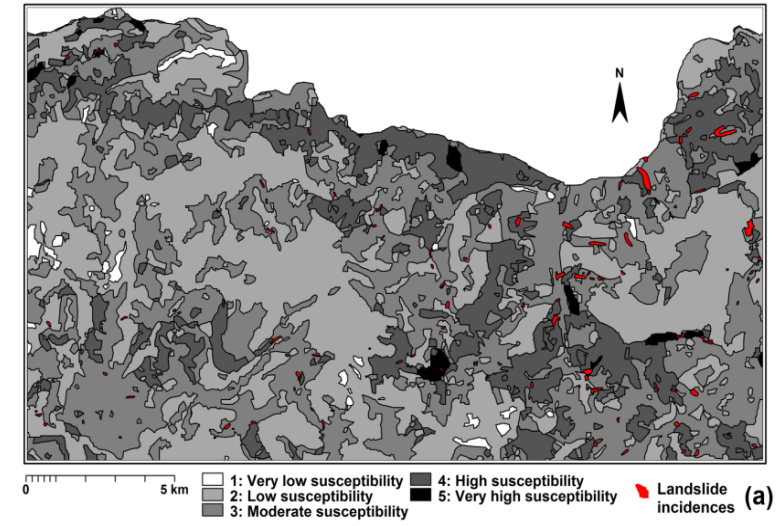 N
0 5 km
1: Very low susceptibility
2: Low susceptibility
3: Moderate susceptibility
4: High susceptibility
5: Very high susceptibility
Landslide
incidences
(a)